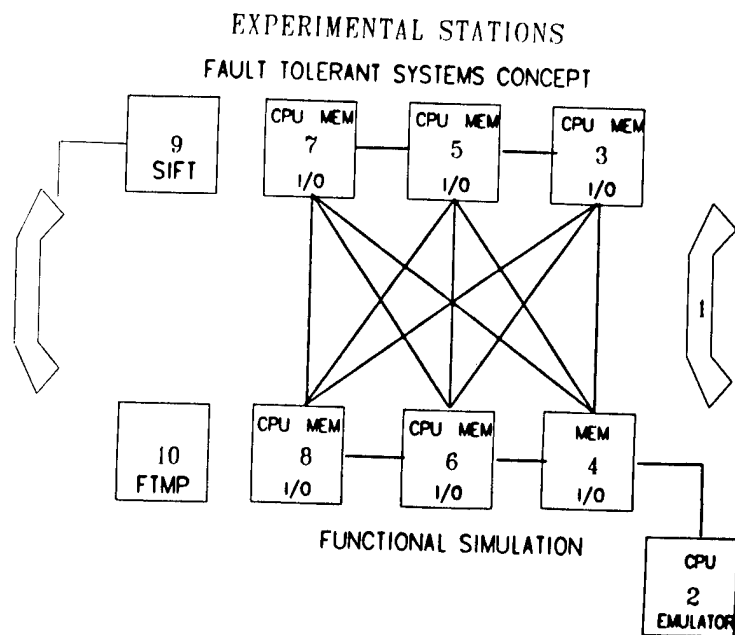 EXPERIMENTAL STATIONS
FAULT TOLERANT SYSTEMS CONCEPT
9
SIFT
CPU MEM
7
I/O
CPU MEM
5
I/O
CPU MEM
3
I/O
1
10
FTMP
CPU MEM
8
I/O
CPU MEM
6
I/O
MEM
4
I/O
FUNCTIONAL SIMULATION
CPU
2
EMULATOR